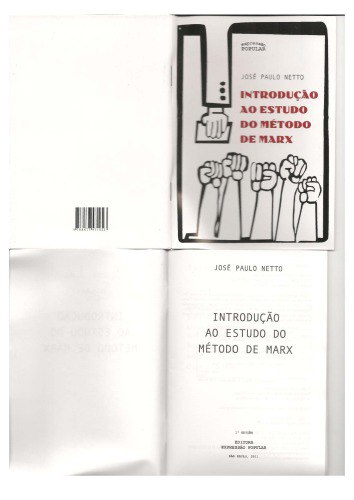 expressão
POPULAR
JOSÉ PAULO NETTO
INTRODUÇÃO
AO ESTUDO
DO MÉTODO
DE MARX
JOSÉ PAULO NETTO
INTRODUÇÃO
AO ESTUDO DO
MÉTODO DE MARX
EDITORA
EXPRESSÃO POPULAR
SÃO PAULO, 2011